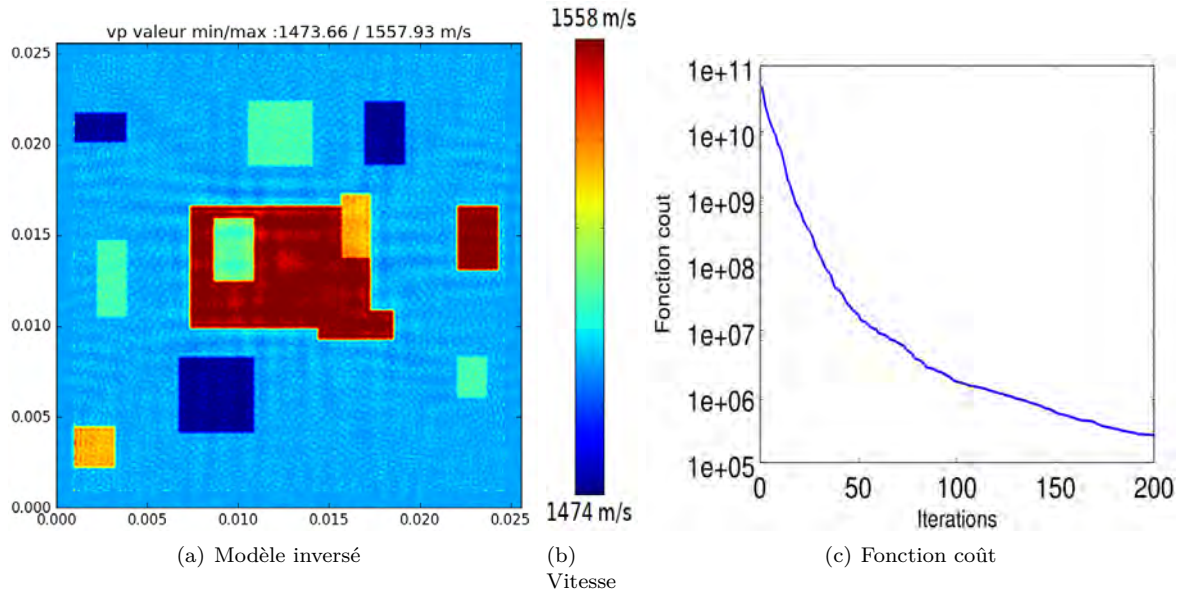 vp valeur min/max :1473.66 / 1557.93 m/s
0.025
0.020
0.015
0.010
0.005
0.000
0.000 0.005 0.010 0.015 0.020 0.025
1558 m/s
1474 m/s
1e+11
1e+10
1e+09
1e+08
1e+07
1e+06
1e+05
Fonction cout
0 50 100 150 200
Iterations
(a) Modèle inversé
(b)
Vitesse
(c) Fonction coût